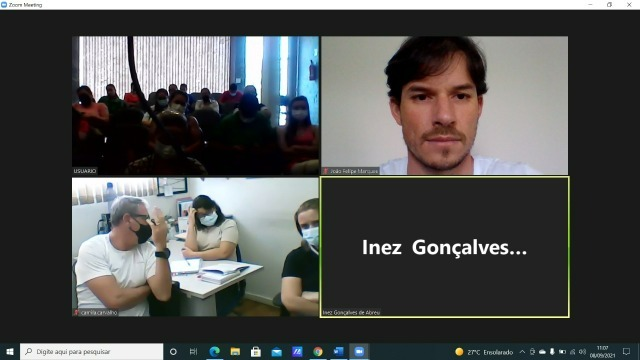 Zoom Meeting
USUARIO
João Felipe Marques
camila.carvalho
Inez Gonçalves...
Inez Gonçalves de Abreu
Digite aqui para pesquisar
27°C Ensolarado
11:07
08/09/2021